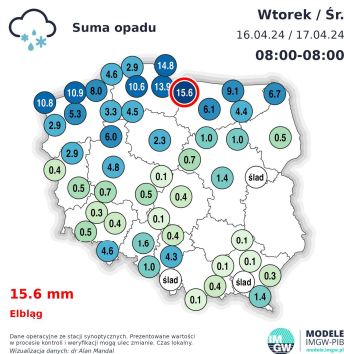 Suma opadu
Wtorek / Śr.
16.04.24 / 17.04.24
08:00-08:00
14.8
4.6 2.9
10.8 10.9 8.0 10.6 13.9 15.6 9.1 6.7
2.9 5.3 3.3 4.5 6.1 4.4
6.0 2.3 1.0 1.0 0.5
2.9 0.7
0.4 4.8 0.1 1.4 ślad
0.5 0.7 0.5 0.4
0.3 0.4 0.1
0.5 1.6 0.4 0.1
4.6 4.3 0.1 0.1
1.0 ślad 0.4 ślad 0.3
0.1 1.4
15.6 mm
Elbląg
Dane operacyjne ze stacji synoptycznych. Prezentowane wartości
w procesie kontroli i weryfikacji mogą ulec zmianie. Czas lokalny.
Wizualizacja danych: dr Alan Mandal
IM
GW
MODELE
IMGW-PIB
modele.imgw.pl